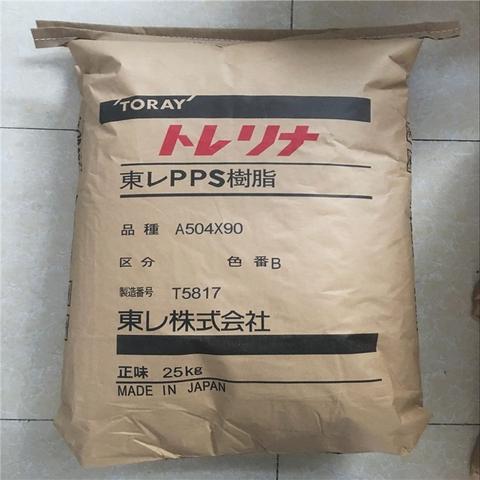 TORAY
トレリナ
東レPPS樹脂
品種 A504X90
区分 色番B
製造番号 T5817
東レ株式会社
正味 25kg
MADE IN JAPAN